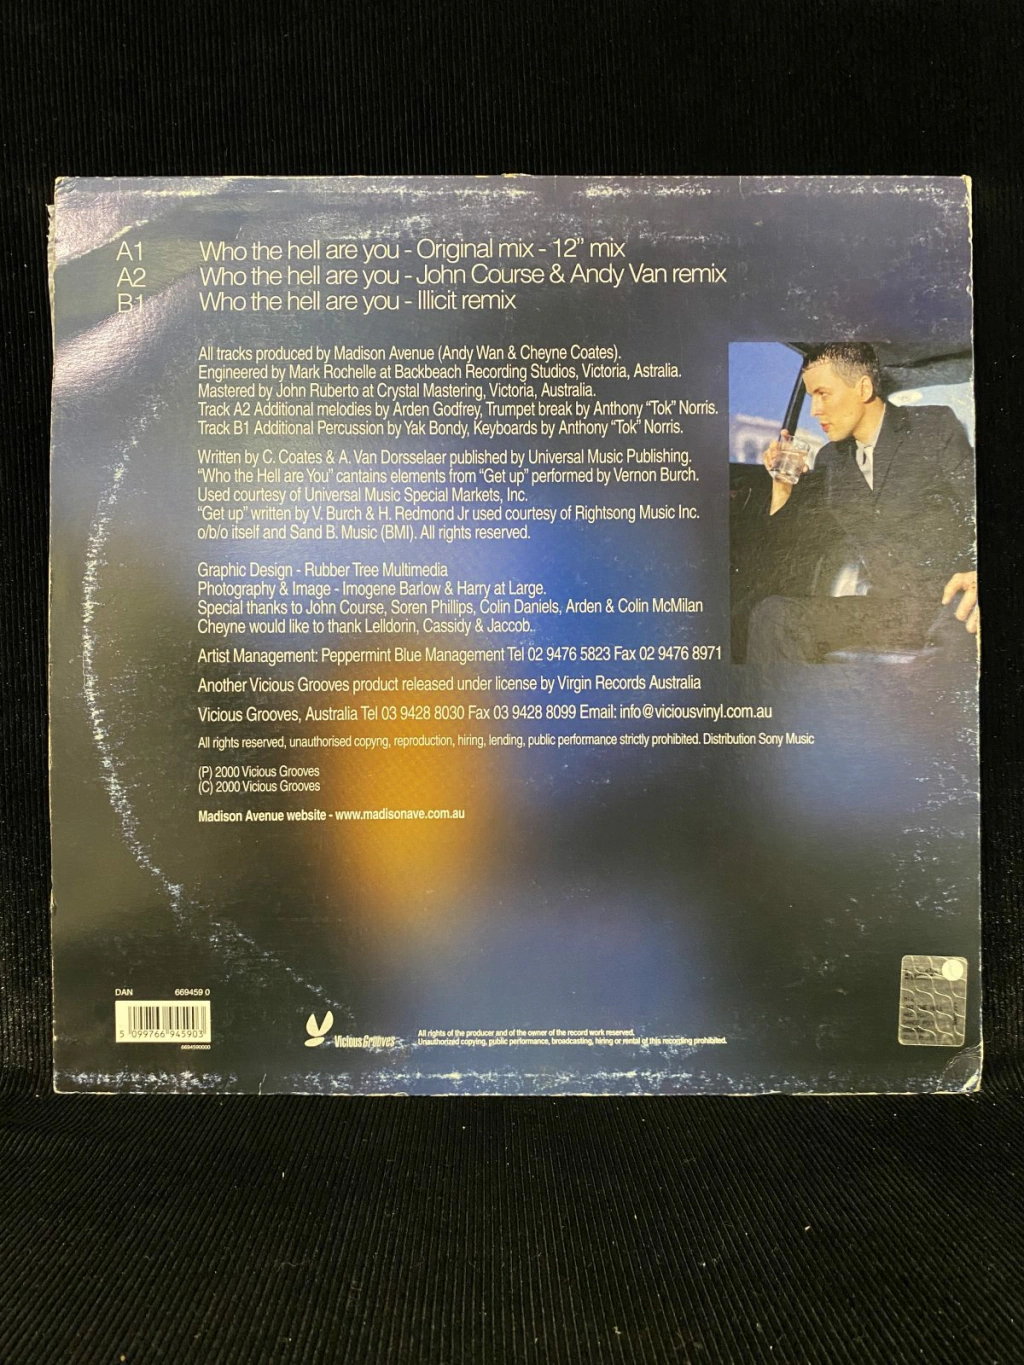 A1 Who the hell are you - Original mix - 12" mix
A2 Who the hell are you - John Course & Andy Van remix
B1 Who the hell are you - Illicit remix
All tracks produced by Madison Avenue (Andy Wan & Cheyne Coates).
Engineered by Mark Rochelle at Backbeach Recording Studios, Victoria, Astralia.
Mastered by John Ruberto at Crystal Mastering, Victoria, Australia.
Track A2 Additional melodies by Arden Godfrey, Trumpet break by Anthony "Tok" Norris.
Track B1 Additional Percussion by Yak Bondy, Keyboards by Anthony "Tok" Norris.
Written by C. Coates & A. Van Dorsselaer published by Universal Music Publishing.
"Who the Hell are You" cantains elements from "Get up" performed by Vernon Burch.
Used courtesy of Universal Music Special Markets, Inc.
"Get up" written by V. Burch & H. Redmond Jr used courtesy of Rightsong Music Inc.
o/b/o itself and Sand B. Music (BMI). All rights reserved.
Graphic Design - Rubber Tree Multimedia
Photography & Image - Imogene Barlow & Harry at Large.
Special thanks to John Course, Soren Phillips, Colin Daniels, Arden & Colin McMilan
Cheyne would like to thank Lelldorin, Cassidy & Jaccob.
Artist Management: Peppermint Blue Management Tel 02 9476 5823 Fax 02 9476 8971
Another Vicious Grooves product released under license by Virgin Records Australia
Vicious Grooves, Australia Tel 03 9428 8030 Fax 03 9428 8099 Email: info@viciousvinyl.com.au
All rights reserved, unauthorised copyng, reproduction, hiring, lending, public performance strictly prohibited. Distribution Sony Music
(P) 2000 Vicious Grooves
(C) 2000 Vicious Grooves
Madison Avenue website - www.madisonave.com.au
DAN 669459 0
5 099766 945903
6694590000
Vicious Grooves
All rights of the producer and of the owner of the record work reserved.
Unauthorized copying, public performance, broadcasting, hiring or rental of this recording prohibited.